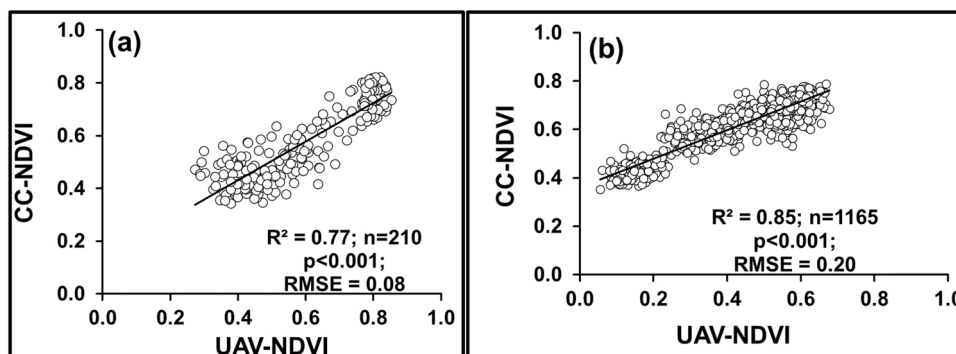 (a)
1.0
0.8
0.6
0.4
0.2
0.0
CC-NDVI
R² = 0.77; n=210
p<0.001;
RMSE = 0.08
0.0 0.2 0.4 0.6 0.8 1.0
UAV-NDVI
(b)
1.0
0.8
0.6
0.4
0.2
0.0
CC-NDVI
R² = 0.85; n=1165
p<0.001;
RMSE = 0.20
0.0 0.2 0.4 0.6 0.8 1.0
UAV-NDVI